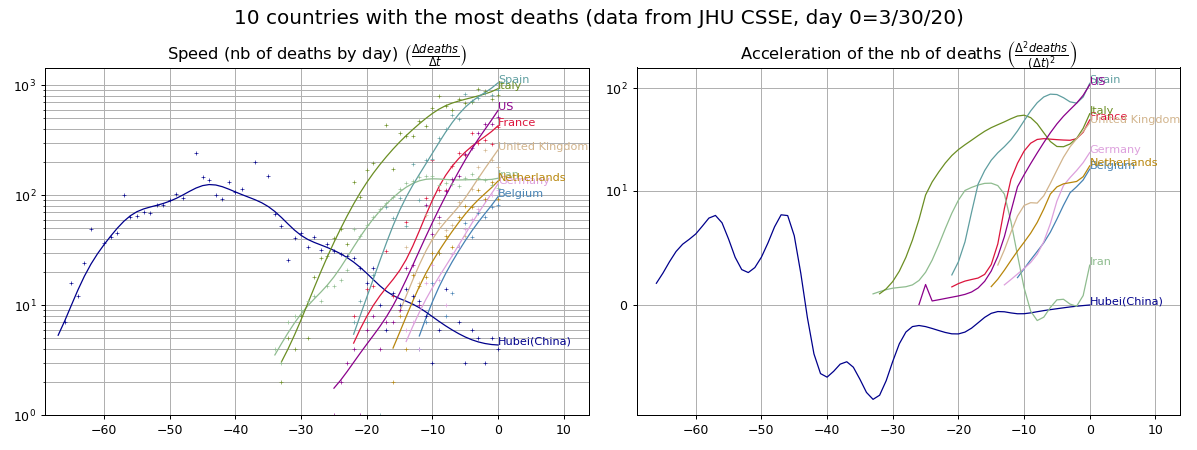 10 countries with the most deaths (data from JHU CSSE, day 0=3/30/20)
Speed (nb of deaths by day) (Δdeaths/Δt)
Acceleration of the nb of deaths (Δ²deaths/(Δt)²)
10³
10²
10¹
10⁰
Spain
Italy
US
France
United Kingdom
Iran
Netherlands
Germany
Belgium
Hubei(China)
−60 −50 −40 −30 −20 −10 0 10
10²
10¹
0
Spain
US
Italy
France
United Kingdom
Germany
Netherlands
Belgium
Iran
Hubei(China)
−60 −50 −40 −30 −20 −10 0 10